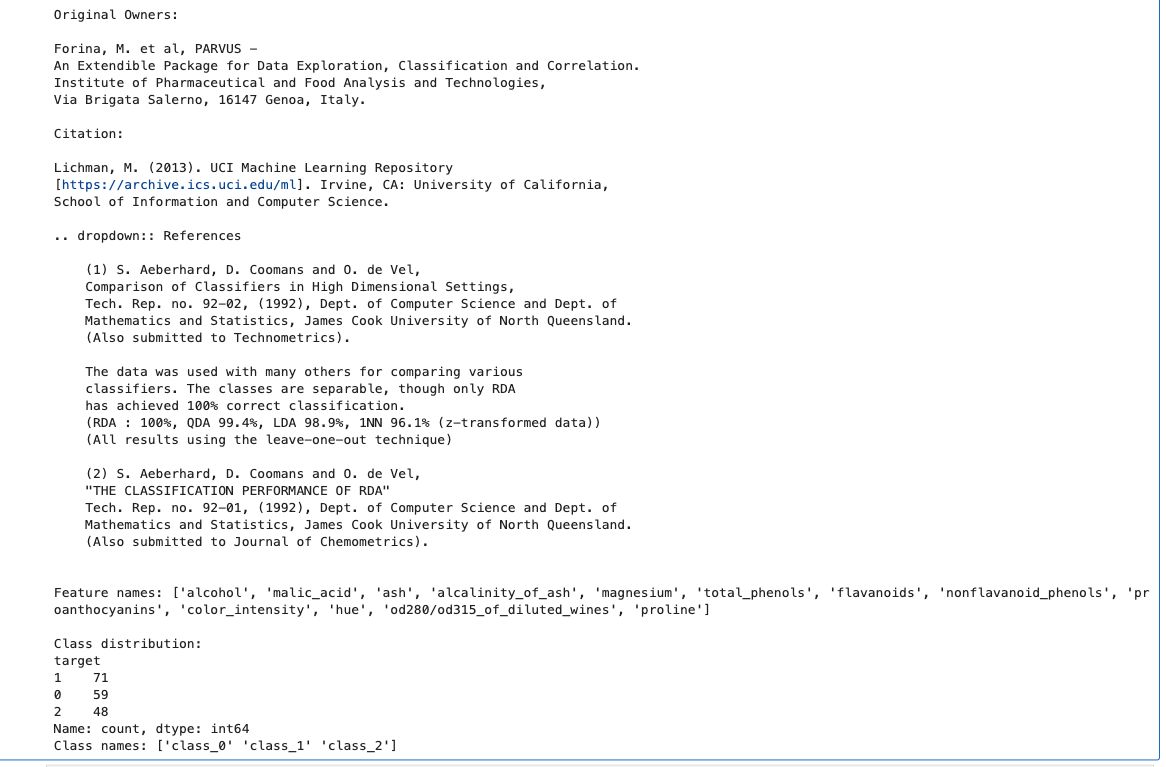 Original Owners:
Forina, M. et al, PARVUS -
An Extendible Package for Data Exploration, Classification and Correlation.
Institute of Pharmaceutical and Food Analysis and Technologies,
Via Brigata Salerno, 16147 Genoa, Italy.
Citation:
Lichman, M. (2013). UCI Machine Learning Repository
[https://archive.ics.uci.edu/ml]. Irvine, CA: University of California,
School of Information and Computer Science.
.. dropdown:: References
(1) S. Aeberhard, D. Coomans and O. de Vel,
Comparison of Classifiers in High Dimensional Settings,
Tech. Rep. no. 92-02, (1992), Dept. of Computer Science and Dept. of
Mathematics and Statistics, James Cook University of North Queensland.
(Also submitted to Technometrics).
The data was used with many others for comparing various
classifiers. The classes are separable, though only RDA
has achieved 100% correct classification.
(RDA : 100%, QDA 99.4%, LDA 98.9%, 1NN 96.1% (z-transformed data))
(All results using the leave-one-out technique)
(2) S. Aeberhard, D. Coomans and O. de Vel,
"THE CLASSIFICATION PERFORMANCE OF RDA"
Tech. Rep. no. 92-01, (1992), Dept. of Computer Science and Dept. of
Mathematics and Statistics, James Cook University of North Queensland.
(Also submitted to Journal of Chemometrics).
Feature names: ['alcohol', 'malic_acid', 'ash', 'alcalinity_of_ash', 'magnesium', 'total_phenols', 'flavanoids', 'nonflavanoid_phenols', 'pr
oanthocyanins', 'color_intensity', 'hue', 'od280/od315_of_diluted_wines', 'proline']
Class distribution:
target
1    71
0    59
2    48
Name: count, dtype: int64
Class names: ['class_0' 'class_1' 'class_2']